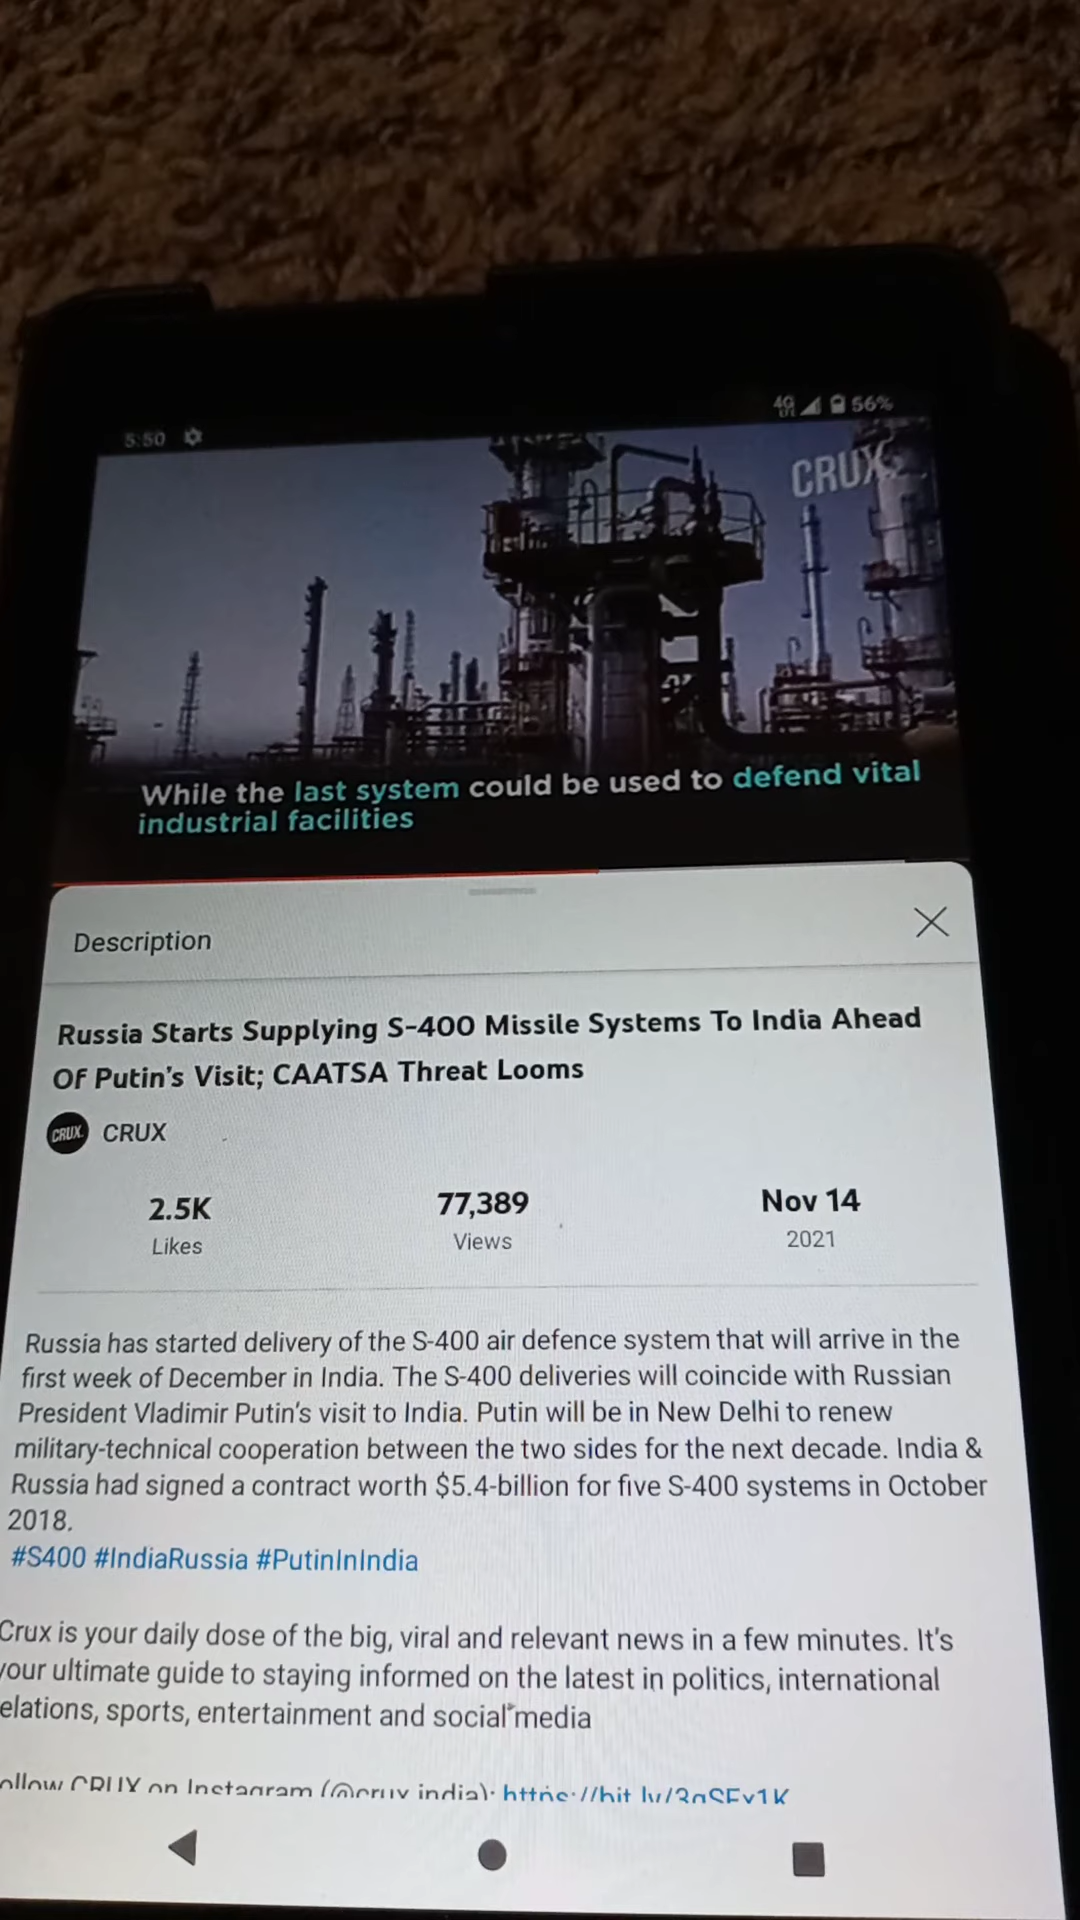 5:50
4G 56%
CRUX
While the last system could be used to defend vital
industrial facilities
Description
Russia Starts Supplying S-400 Missile Systems To India Ahead
Of Putin's Visit; CAATSA Threat Looms
CRUX. CRUX
2.5K 77,389 Nov 14
Likes Views 2021
Russia has started delivery of the S-400 air defence system that will arrive in the
first week of December in India. The S-400 deliveries will coincide with Russian
President Vladimir Putin's visit to India. Putin will be in New Delhi to renew
military-technical cooperation between the two sides for the next decade. India &
Russia had signed a contract worth $5.4-billion for five S-400 systems in October
2018.
#S400 #IndiaRussia #PutinInIndia
Crux is your daily dose of the big, viral and relevant news in a few minutes. It's
your ultimate guide to staying informed on the latest in politics, international
elations, sports, entertainment and social media
ollow CRUX on Instagram (@crux_india):